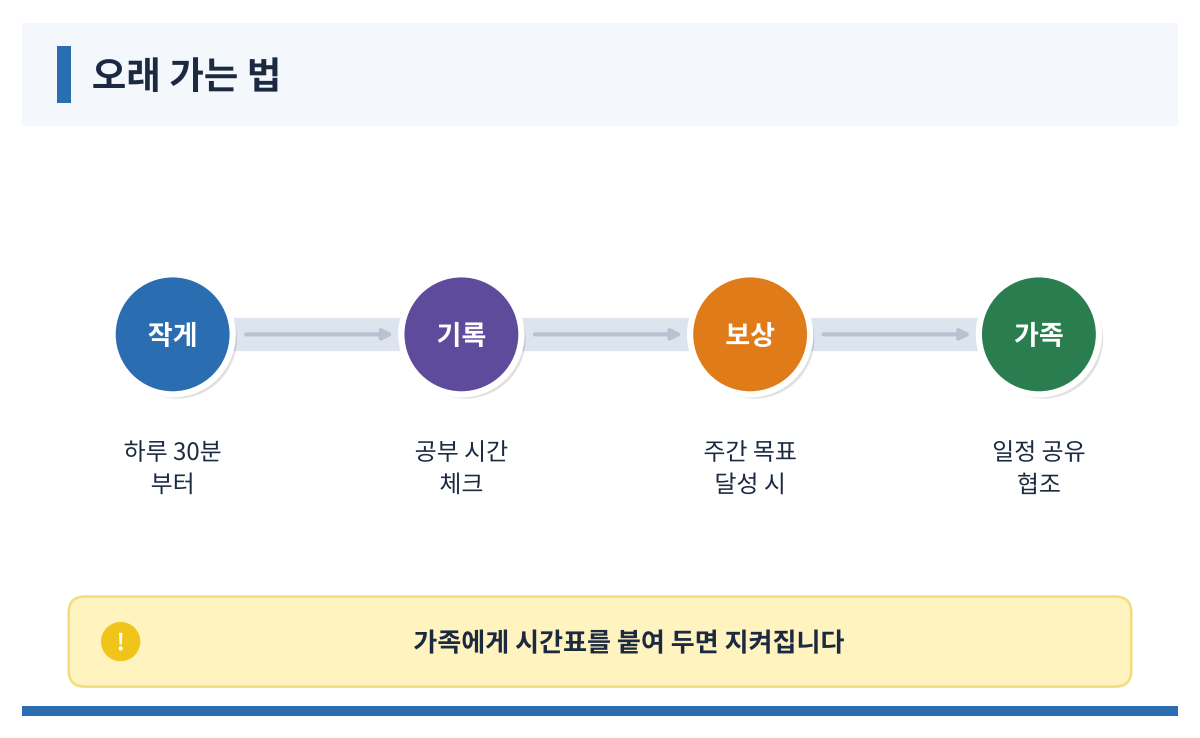 오래 가는 법
작게
기록
보상
가족
하루 30분
부터
공부 시간
체크
주간 목표
달성 시
일정 공유
협조
!
가족에게 시간표를 붙여 두면 지켜집니다